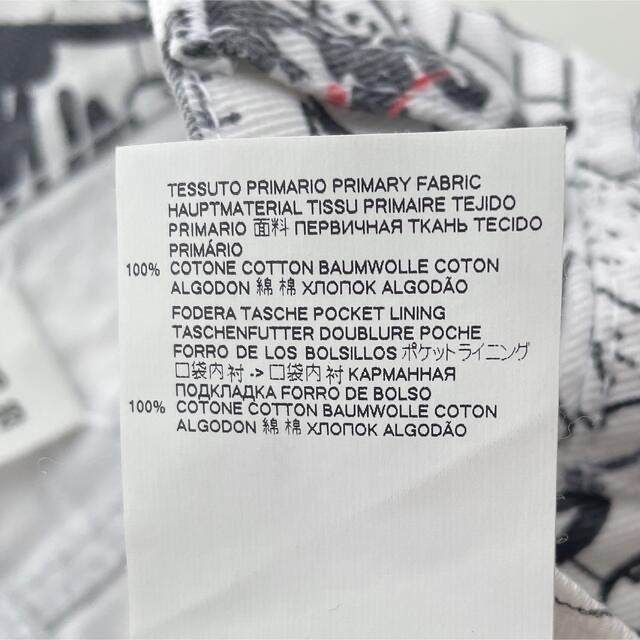 TESSUTO PRIMARIO PRIMARY FABRIC
HAUPTMATERIAL TISSU PRIMAIRE TEJIDO
PRIMARIO 面料 ПЕРВИЧНАЯ ТКАНЬ TECIDO
PRIMÁRIO
100% COTONE COTTON BAUMWOLLE COTON
ALGODON 綿 棉 ХЛОПОК ALGODÃO
FODERA TASCHE POCKET LINING
TASCHENFUTTER DOUBLURE POCHE
FORRO DE LOS BOLSILLOS ポケットライニング
口袋内衬 -> 口袋内衬 КАРМАННАЯ
ПОДКЛАДКА FORRO DE BOLSO
100% COTONE COTTON BAUMWOLLE COTON
ALGODON 綿 棉 ХЛОПОК ALGODÃO